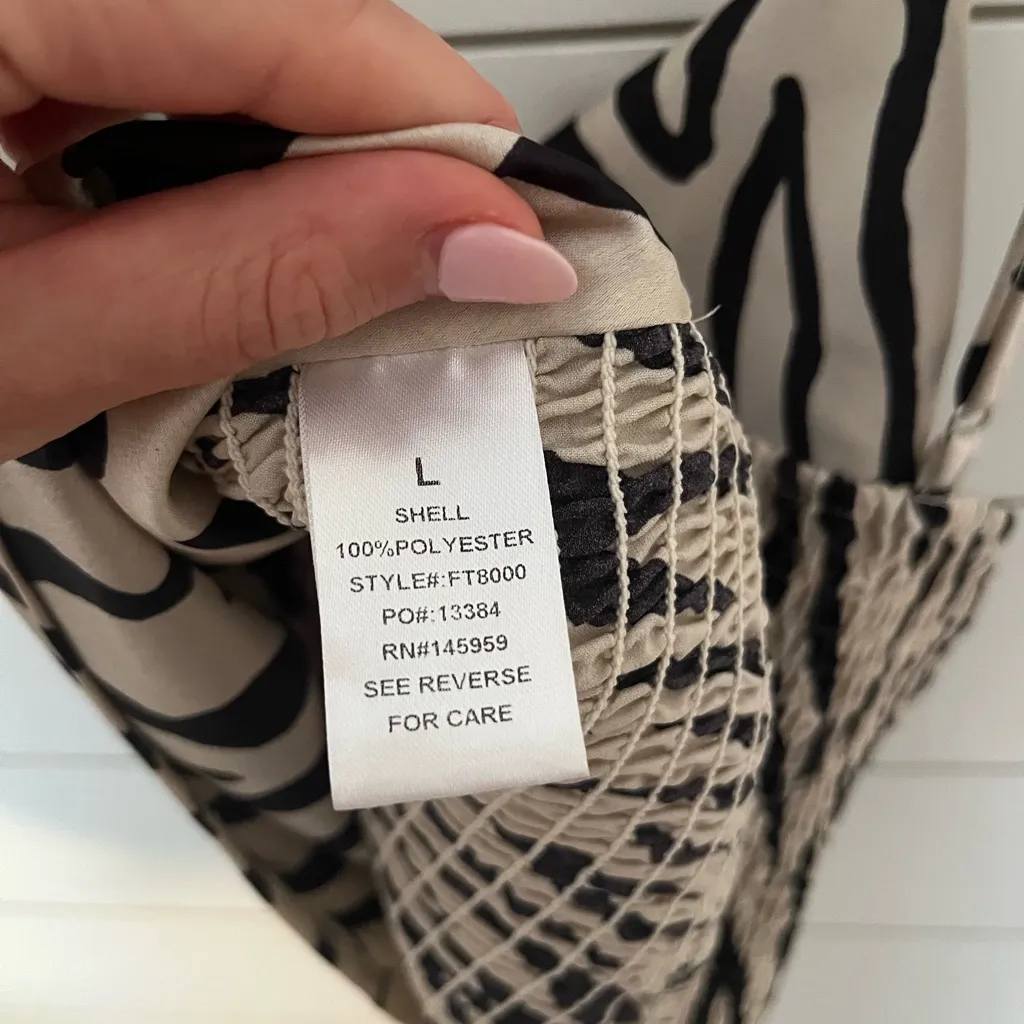 L
SHELL
100%POLYESTER
STYLE#:FT8000
PO#:13384
RN#145959
SEE REVERSE
FOR CARE